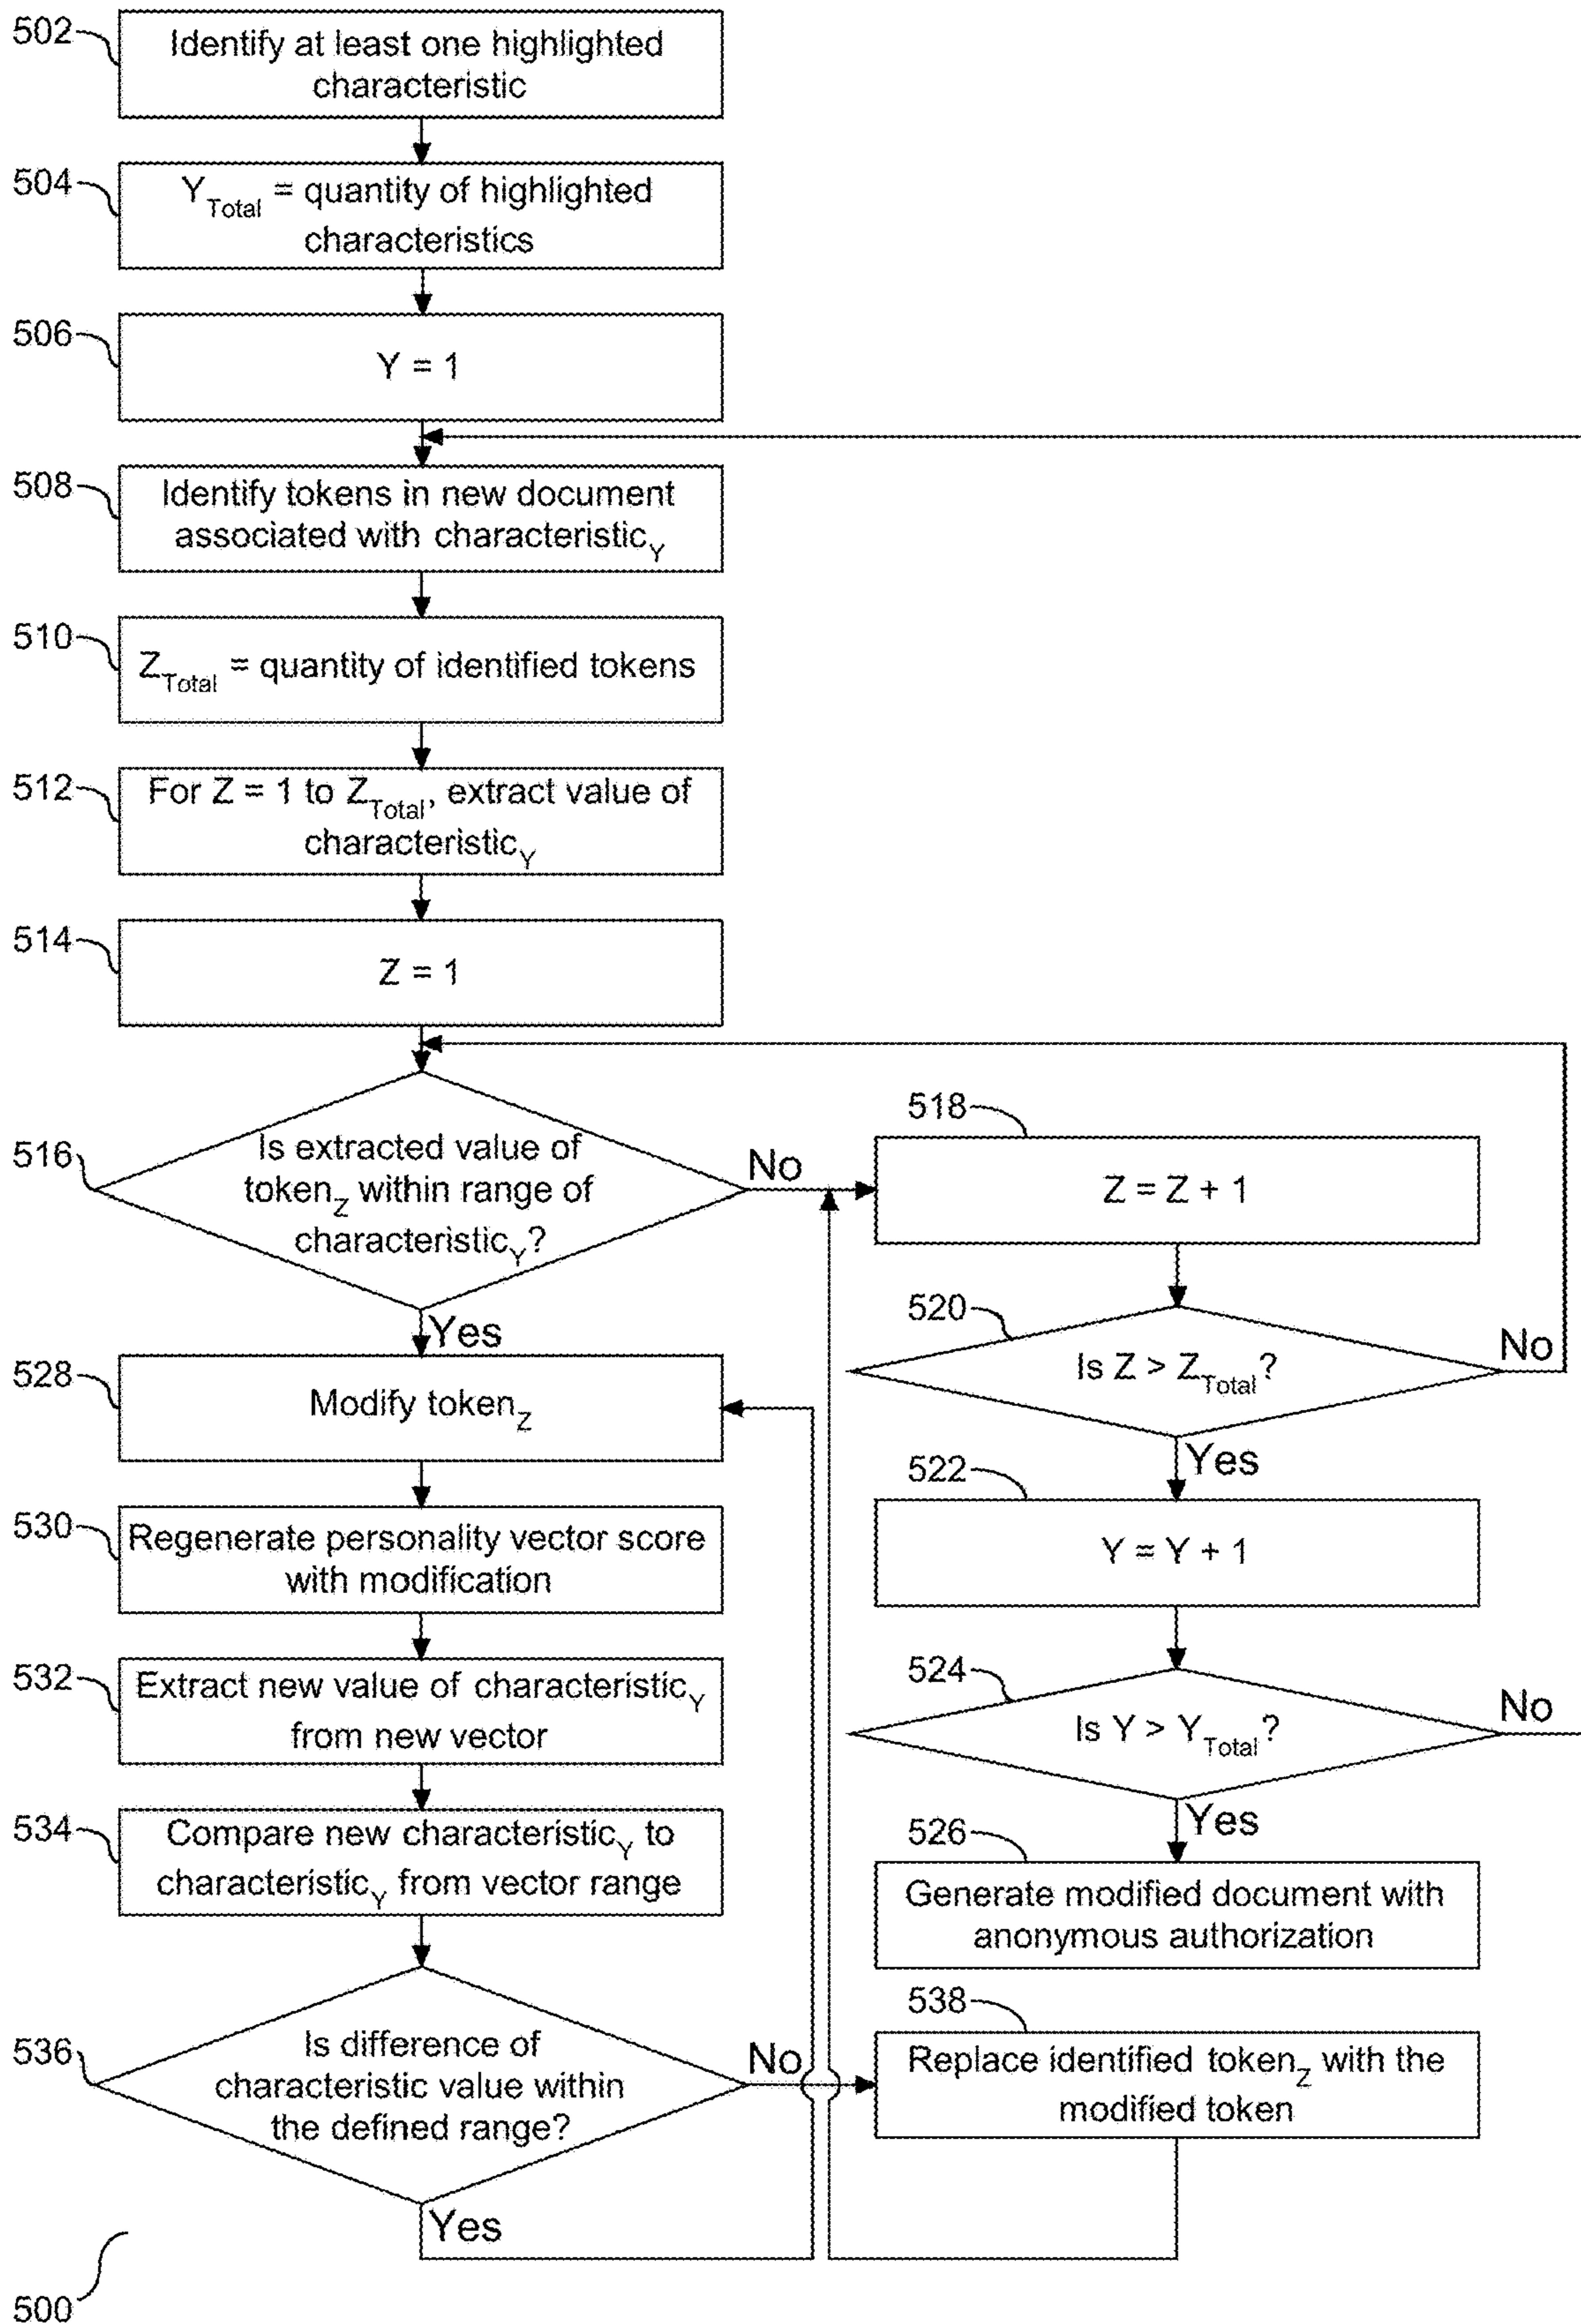 502
Identify at least one highlighted
characteristic
504
Y_Total = quantity of highlighted
characteristics
506
Y = 1
508
Identify tokens in new document
associated with characteristic_Y
510
Z_Total = quantity of identified tokens
512
For Z = 1 to Z_Total, extract value of
characteristic_Y
514
Z = 1
516
Is extracted value of
token_Z within range of
characteristic_Y?
No
Yes
518
Z = Z + 1
520
Is Z > Z_Total?
No
Yes
522
Y = Y + 1
524
Is Y > Y_Total?
No
Yes
526
Generate modified document with
anonymous authorization
528
Modify token_Z
530
Regenerate personality vector score
with modification
532
Extract new value of characteristic_Y
from new vector
534
Compare new characteristic_Y to
characteristic_Y from vector range
536
Is difference of
characteristic value within
the defined range?
No
Yes
538
Replace identified token_Z with the
modified token
500